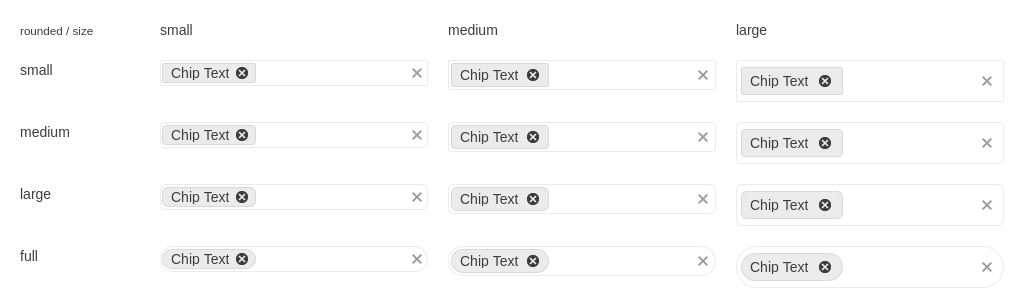 rounded / size small medium large
small Chip Text Chip Text Chip Text
medium Chip Text Chip Text Chip Text
large Chip Text Chip Text Chip Text
full Chip Text Chip Text Chip Text